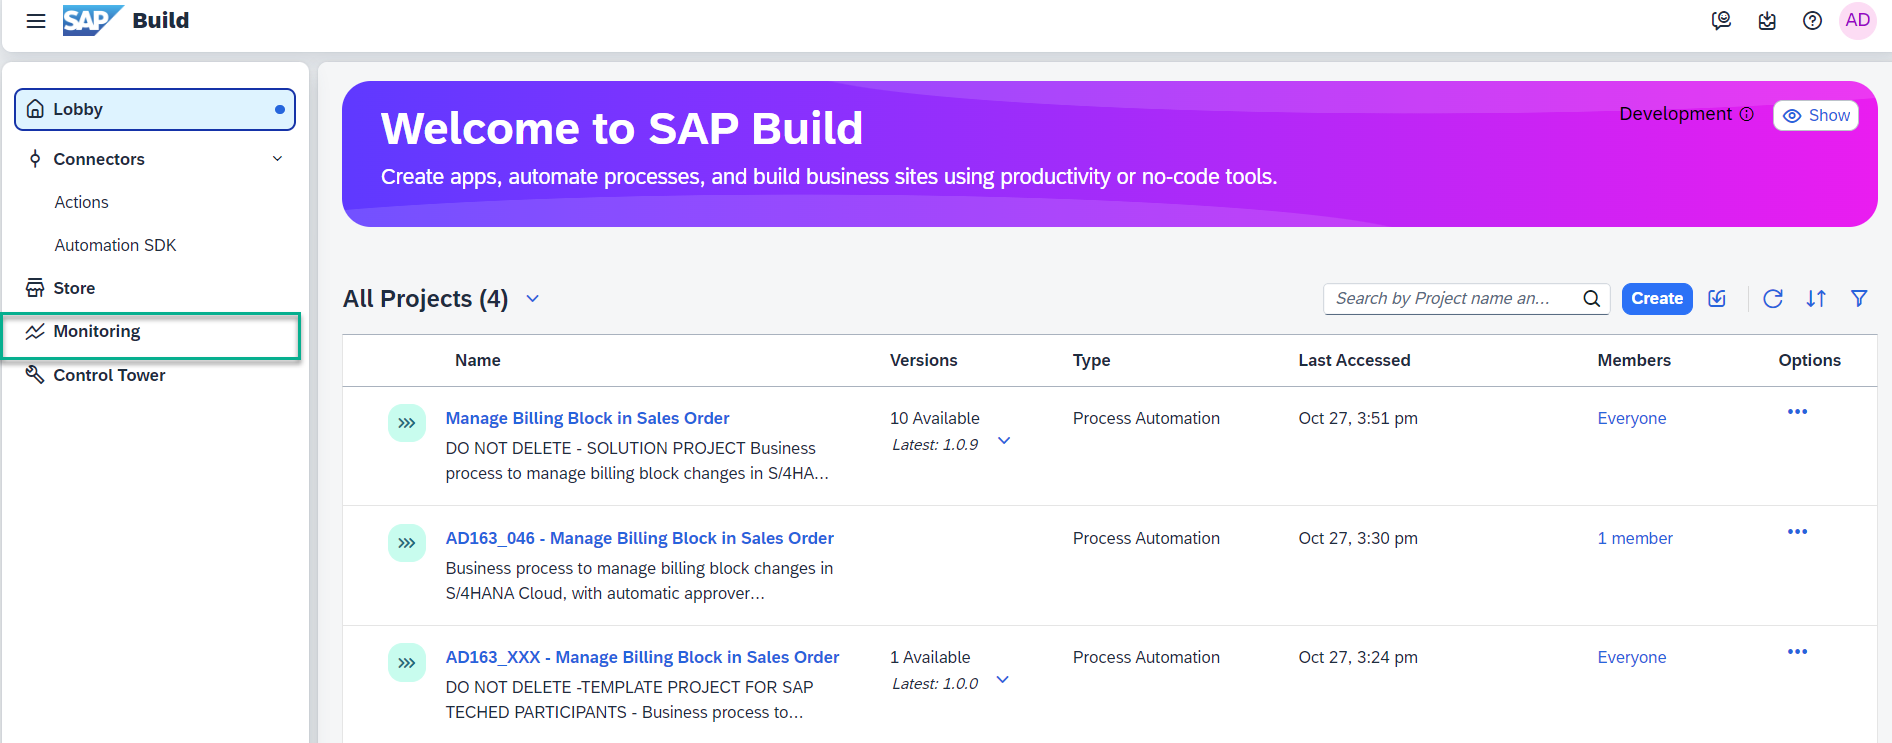 SAP Build
AD
Lobby
Connectors
Actions
Automation SDK
Store
Monitoring
Control Tower
Welcome to SAP Build
Create apps, automate processes, and build business sites using productivity or no-code tools.
Development
Show
All Projects (4)
Search by Project name an...
Create
Name Versions Type Last Accessed Members Options
Manage Billing Block in Sales Order 10 Available Process Automation Oct 27, 3:51 pm Everyone
DO NOT DELETE - SOLUTION PROJECT Business Latest: 1.0.9
process to manage billing block changes in S/4HA...
AD163_046 - Manage Billing Block in Sales Order Process Automation Oct 27, 3:30 pm 1 member
Business process to manage billing block changes in
S/4HANA Cloud, with automatic approver...
AD163_XXX - Manage Billing Block in Sales Order 1 Available Process Automation Oct 27, 3:24 pm Everyone
DO NOT DELETE -TEMPLATE PROJECT FOR SAP Latest: 1.0.0
TECHED PARTICIPANTS - Business process to...